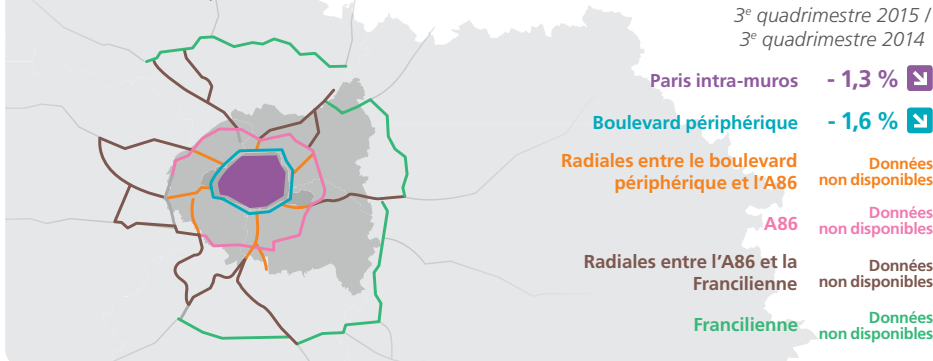 3e quadrimestre 2015 /
3e quadrimestre 2014
Paris intra-muros - 1,3 %
Boulevard périphérique - 1,6 %
Radiales entre le boulevard
périphérique et l'A86
Données
non disponibles
A86
Données
non disponibles
Radiales entre l'A86 et la
Francilienne
Données
non disponibles
Francilienne
Données
non disponibles